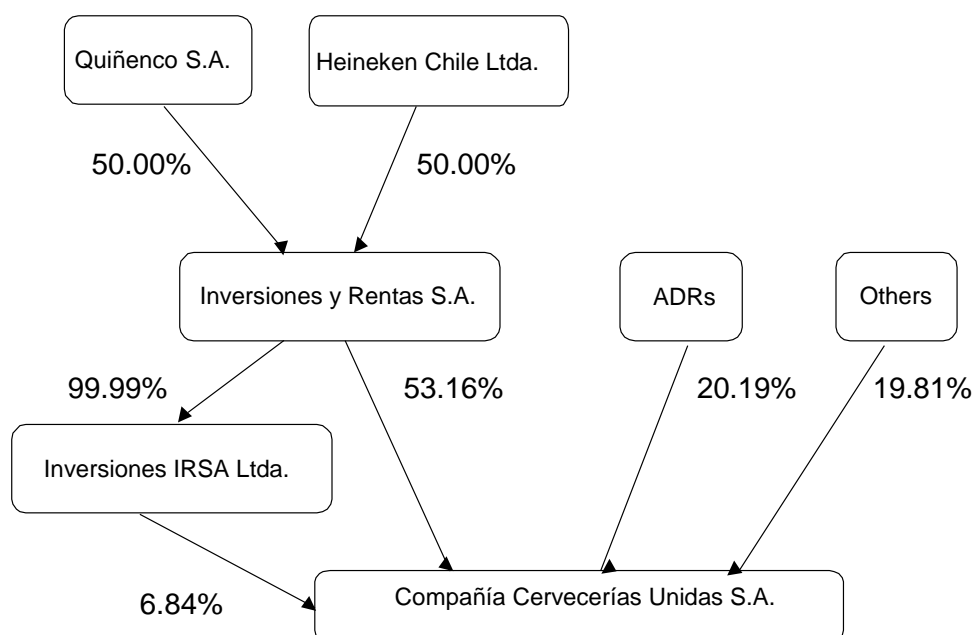 Quiñenco S.A.
Heineken Chile Ltda.
50.00%
50.00%
Inversiones y Rentas S.A.
ADRs
Others
99.99%
53.16%
20.19%
19.81%
Inversiones IRSA Ltda.
6.84%
Compañía Cervecerías Unidas S.A.